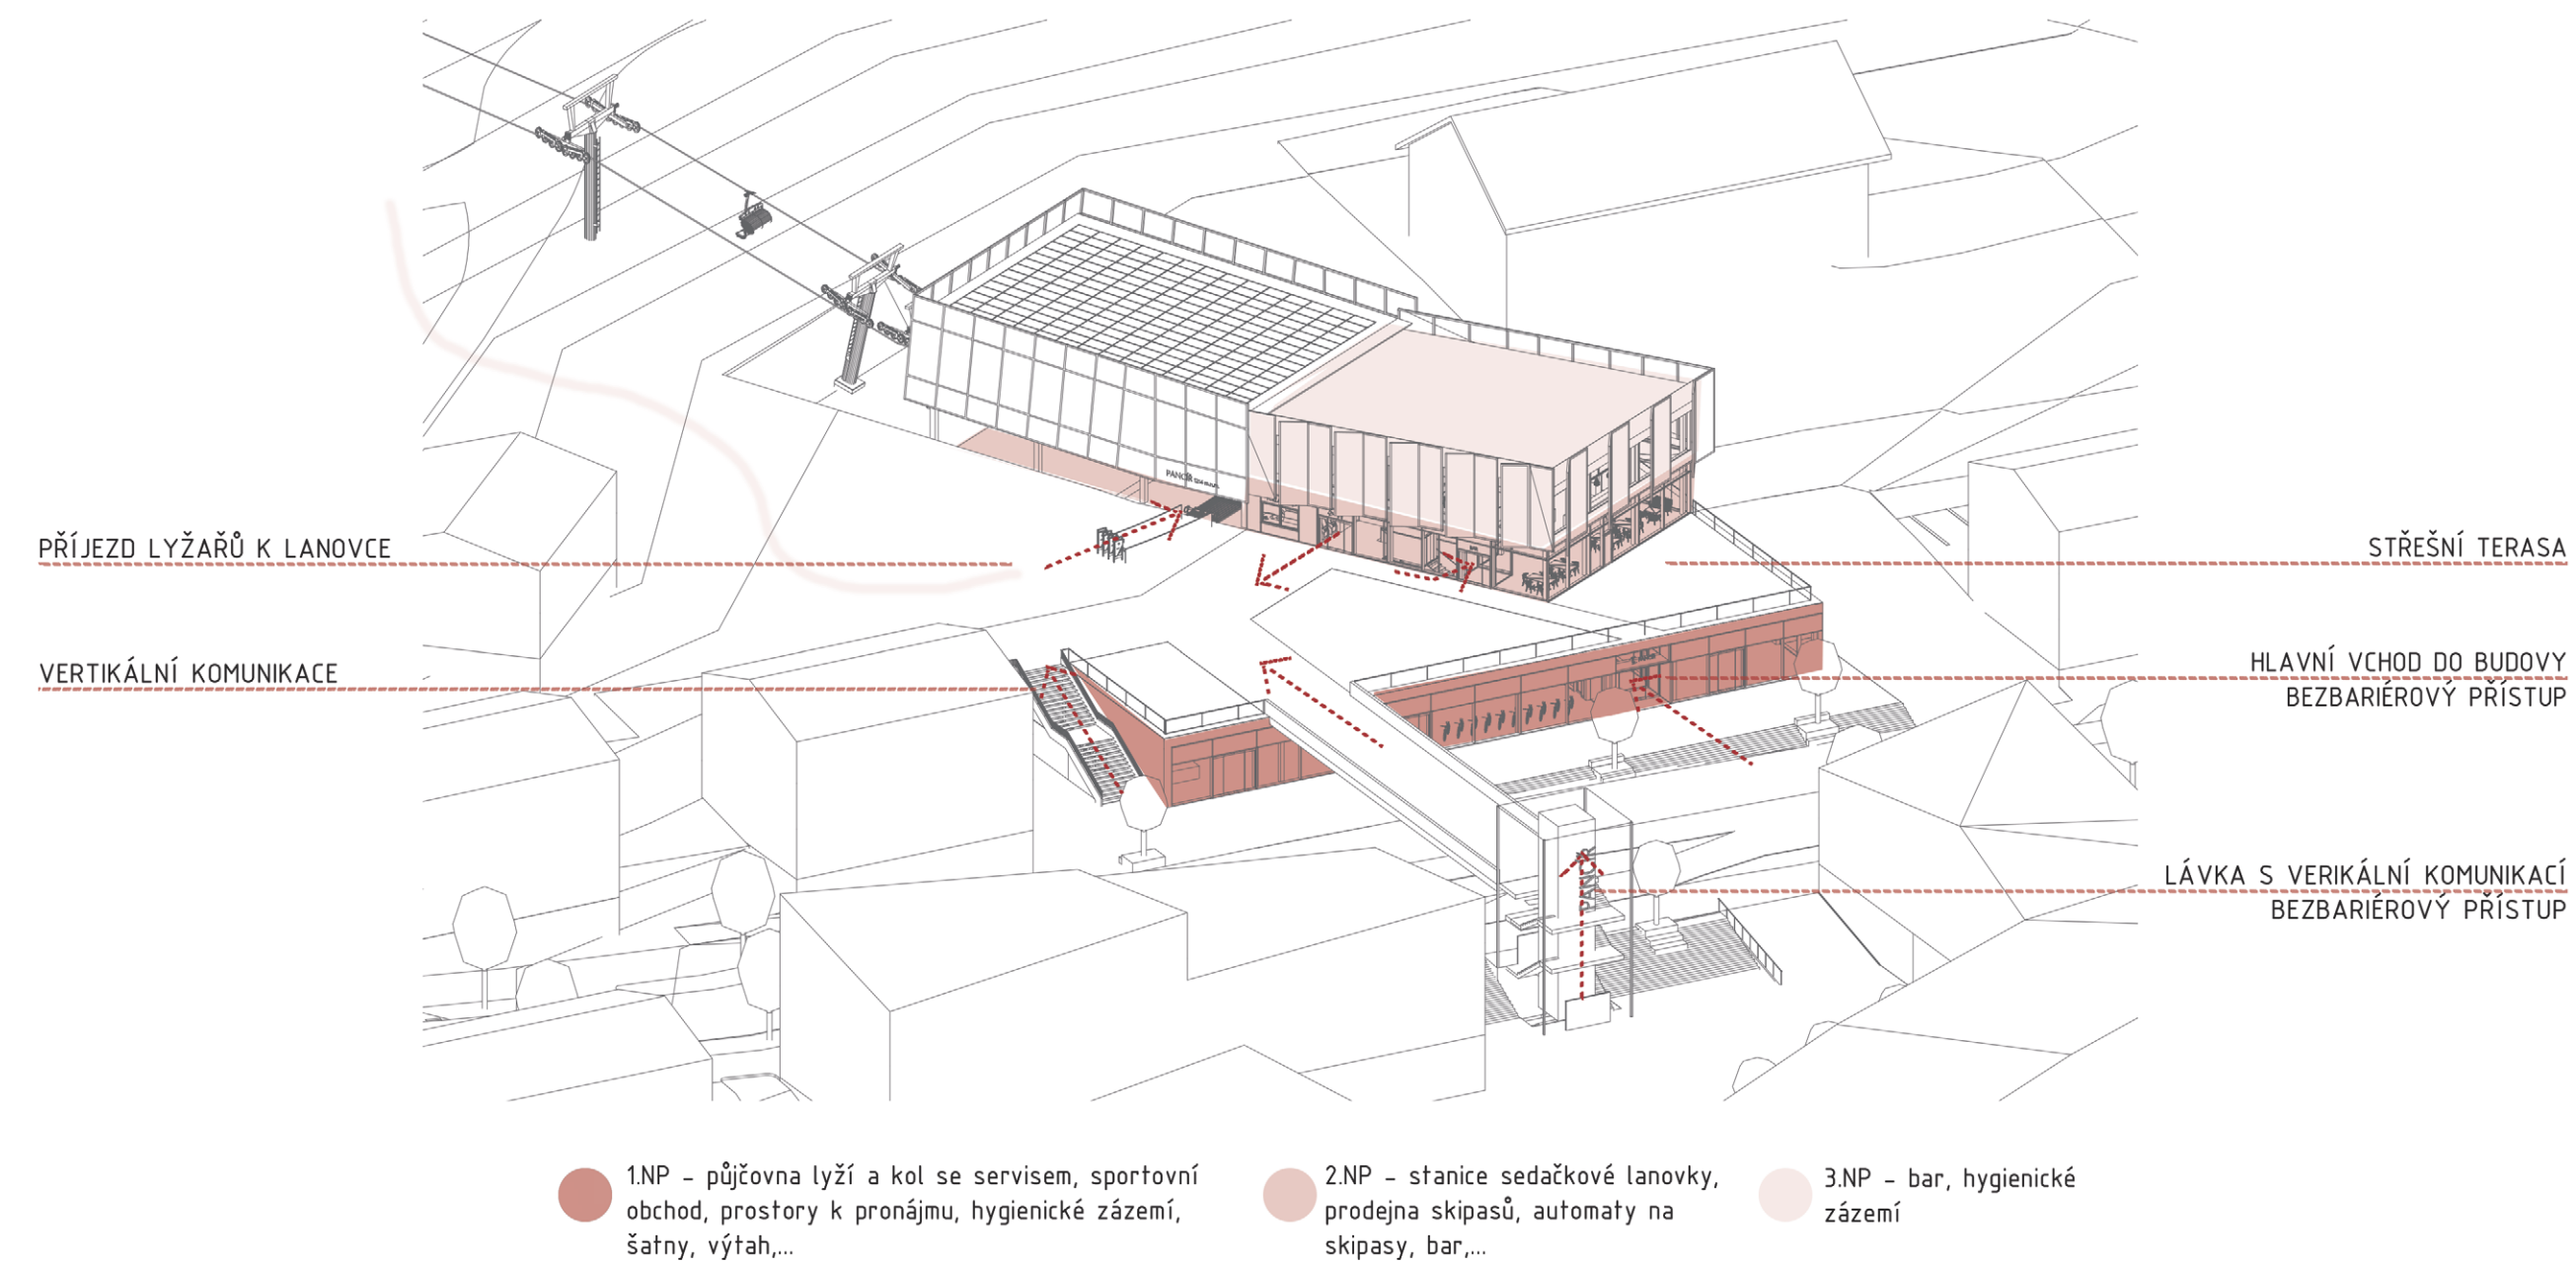 PŘÍJEZD LYŽAŘŮ K LANOVCE
VERTIKÁLNÍ KOMUNIKACE
STŘEŠNÍ TERASA
HLAVNÍ VCHOD DO BUDOVY
BEZBARIÉROVÝ PŘÍSTUP
LÁVKA S VERIKÁLNÍ KOMUNIKACÍ
BEZBARIÉROVÝ PŘÍSTUP
PANCÍŘ
PANCÍŘ
1.NP - půjčovna lyží a kol se servisem, sportovní
obchod, prostory k pronájmu, hygienické zázemí,
šatny, výtah,...
2.NP - stanice sedačkové lanovky,
prodejna skipasů, automaty na
skipasy, bar,...
3.NP - bar, hygienické
zázemí